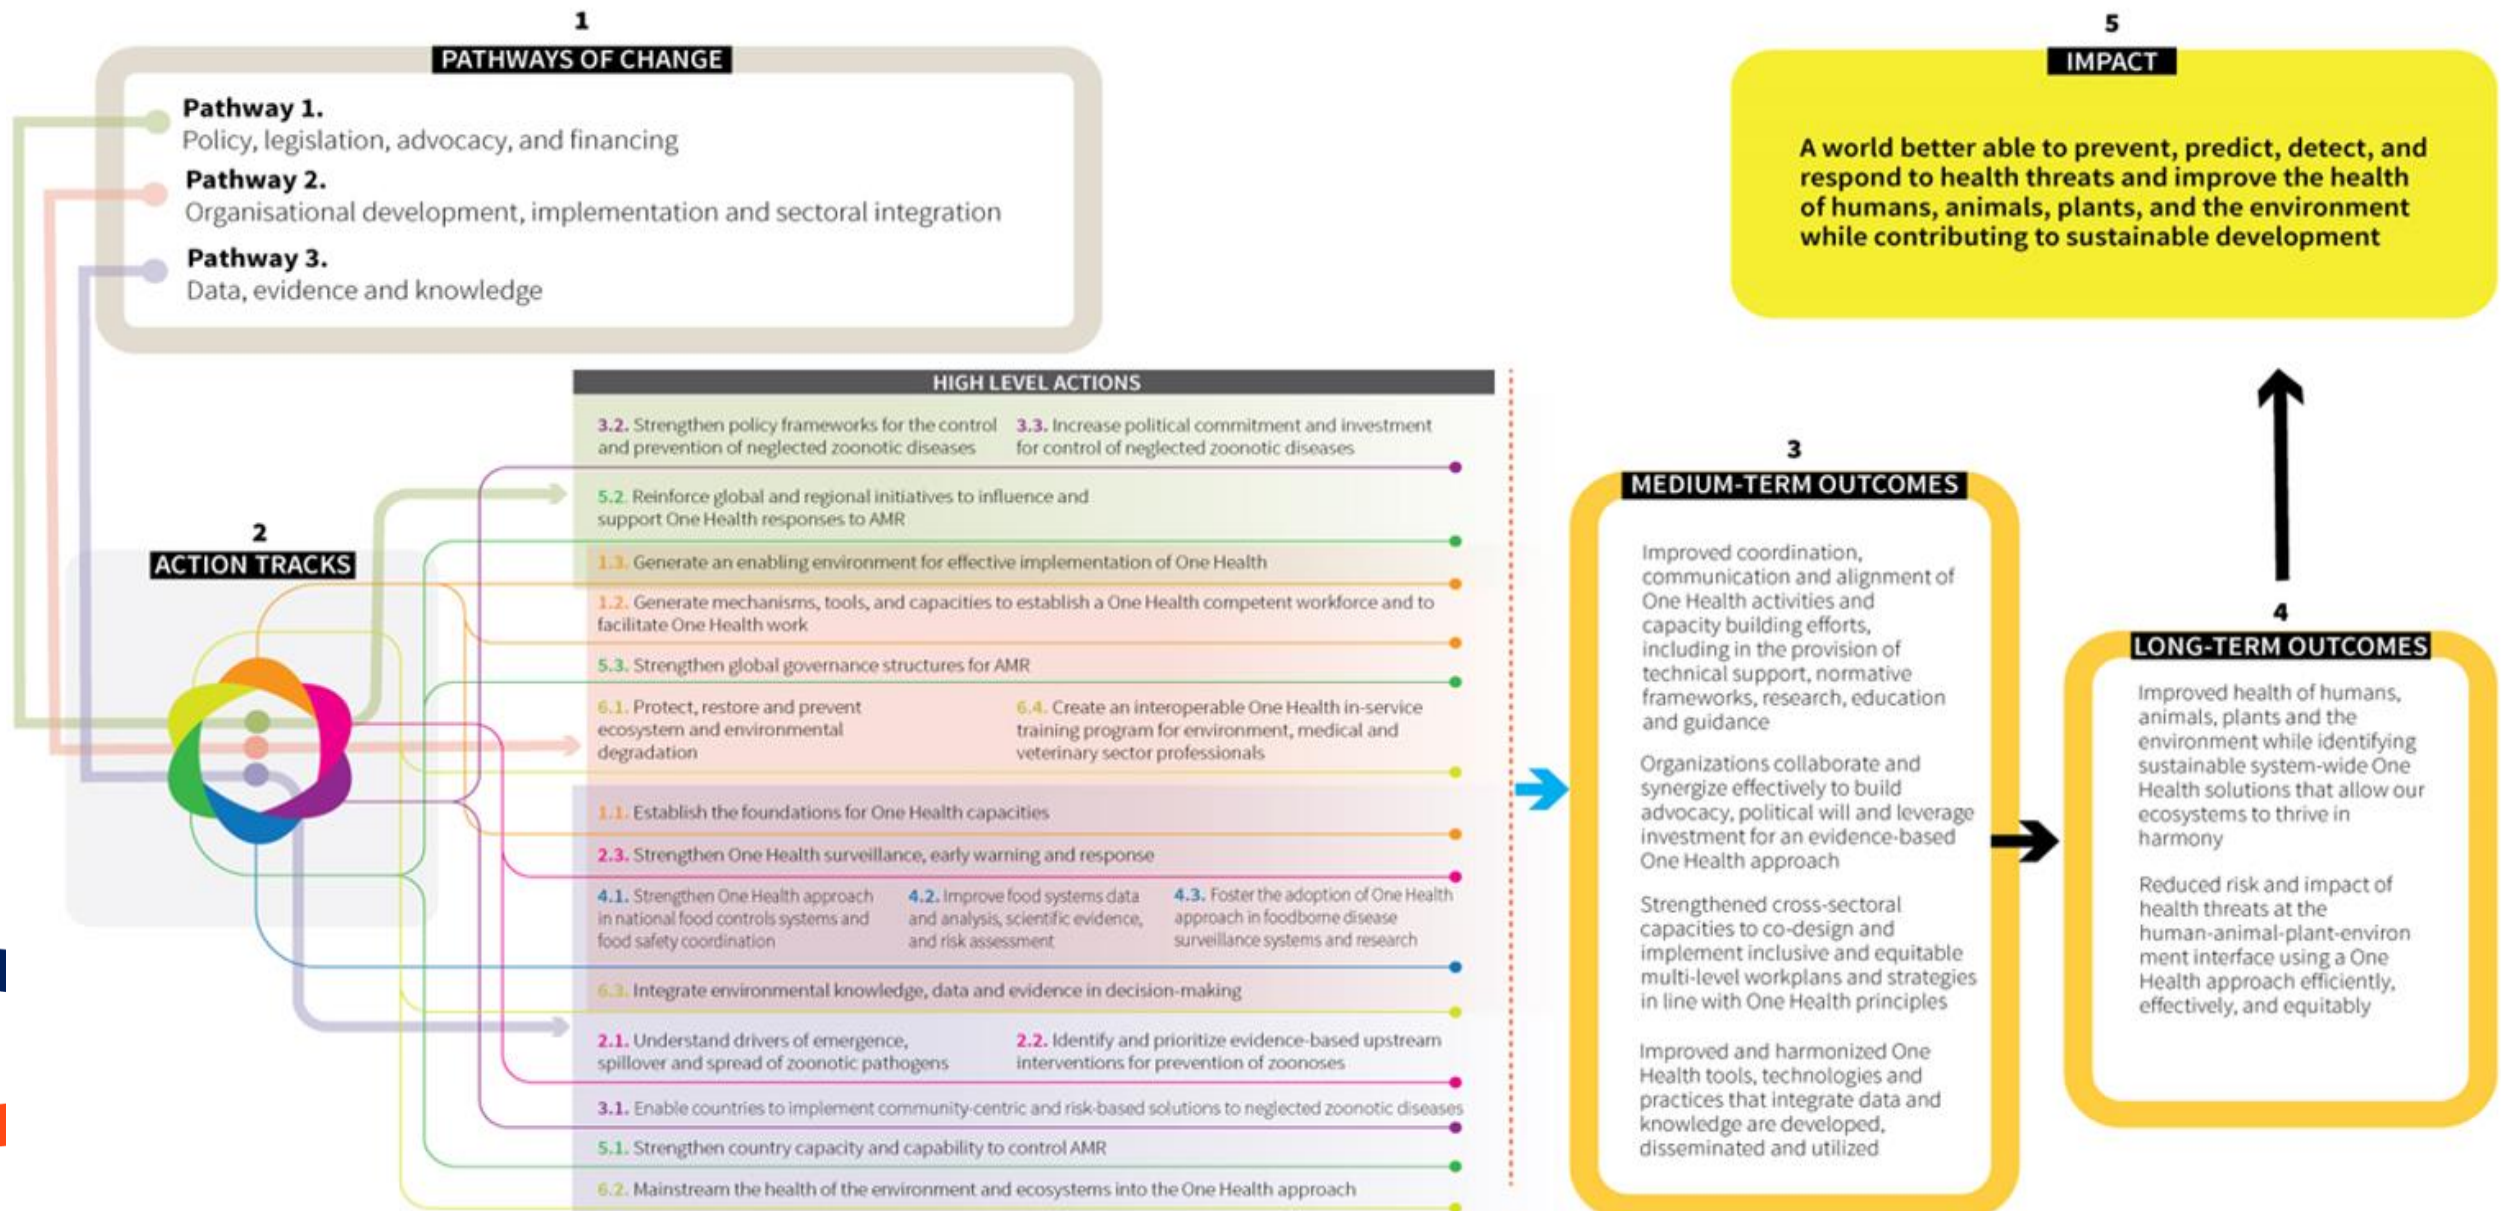 1
PATHWAYS OF CHANGE
Pathway 1.
Policy, legislation, advocacy, and financing
Pathway 2.
Organisational development, implementation and sectoral integration
Pathway 3.
Data, evidence and knowledge
2
ACTION TRACKS
HIGH LEVEL ACTIONS
3.2. Strengthen policy frameworks for the control
and prevention of neglected zoonotic diseases
3.3. Increase political commitment and investment
for control of neglected zoonotic diseases
5.2. Reinforce global and regional initiatives to influence and
support One Health responses to AMR
1.3. Generate an enabling environment for effective implementation of One Health
1.2. Generate mechanisms, tools, and capacities to establish a One Health competent workforce and to
facilitate One Health work
5.3. Strengthen global governance structures for AMR
6.1. Protect, restore and prevent
ecosystem and environmental
degradation
6.4. Create an interoperable One Health in-service
training program for environment, medical and
veterinary sector professionals
1.1. Establish the foundations for One Health capacities
2.3. Strengthen One Health surveillance, early warning and response
4.1. Strengthen One Health approach
in national food controls systems and
food safety coordination
4.2. Improve food systems data
and analysis, scientific evidence,
and risk assessment
4.3. Foster the adoption of One Health
approach in foodborne disease
surveillance systems and research
6.3. Integrate environmental knowledge, data and evidence in decision-making
2.1. Understand drivers of emergence,
spillover and spread of zoonotic pathogens
2.2. Identify and prioritize evidence-based upstream
interventions for prevention of zoonoses
3.1. Enable countries to implement community-centric and risk-based solutions to neglected zoonotic diseases
5.1. Strengthen country capacity and capability to control AMR
6.2. Mainstream the health of the environment and ecosystems into the One Health approach
3
MEDIUM-TERM OUTCOMES
Improved coordination,
communication and alignment of
One Health activities and
capacity building efforts,
including in the provision of
technical support, normative
frameworks, research, education
and guidance
Organizations collaborate and
synergize effectively to build
advocacy, political will and leverage
investment for an evidence-based
One Health approach
Strengthened cross-sectoral
capacities to co-design and
implement inclusive and equitable
multi-level workplans and strategies
in line with One Health principles
Improved and harmonized One
Health tools, technologies and
practices that integrate data and
knowledge are developed,
disseminated and utilized
4
LONG-TERM OUTCOMES
Improved health of humans,
animals, plants and the
environment while identifying
sustainable system-wide One
Health solutions that allow our
ecosystems to thrive in
harmony
Reduced risk and impact of
health threats at the
human-animal-plant-environ
ment interface using a One
Health approach efficiently,
effectively, and equitably
5
IMPACT
A world better able to prevent, predict, detect, and
respond to health threats and improve the health
of humans, animals, plants, and the environment
while contributing to sustainable development